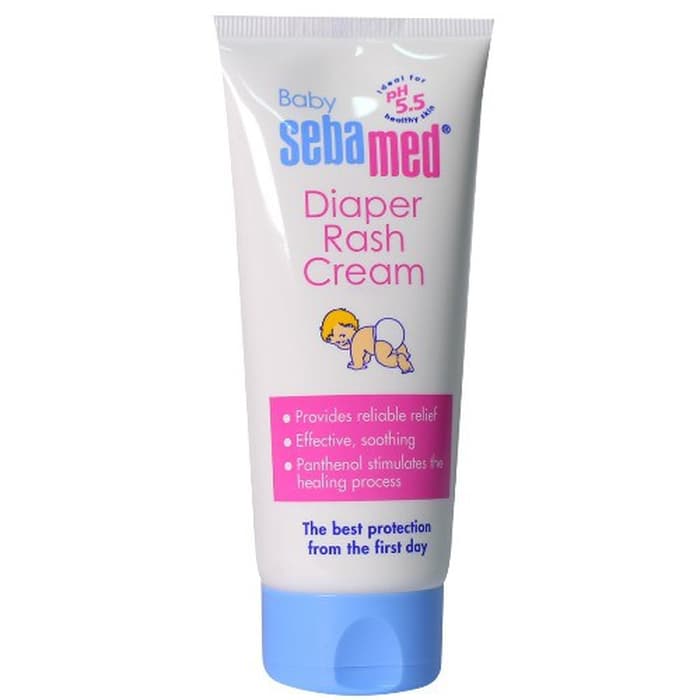 Baby
sebamed®
ideal for
pH
5.5
healthy skin
Diaper
Rash
Cream
• Provides reliable relief
• Effective, soothing
• Panthenol stimulates the
healing process
The best protection
from the first day